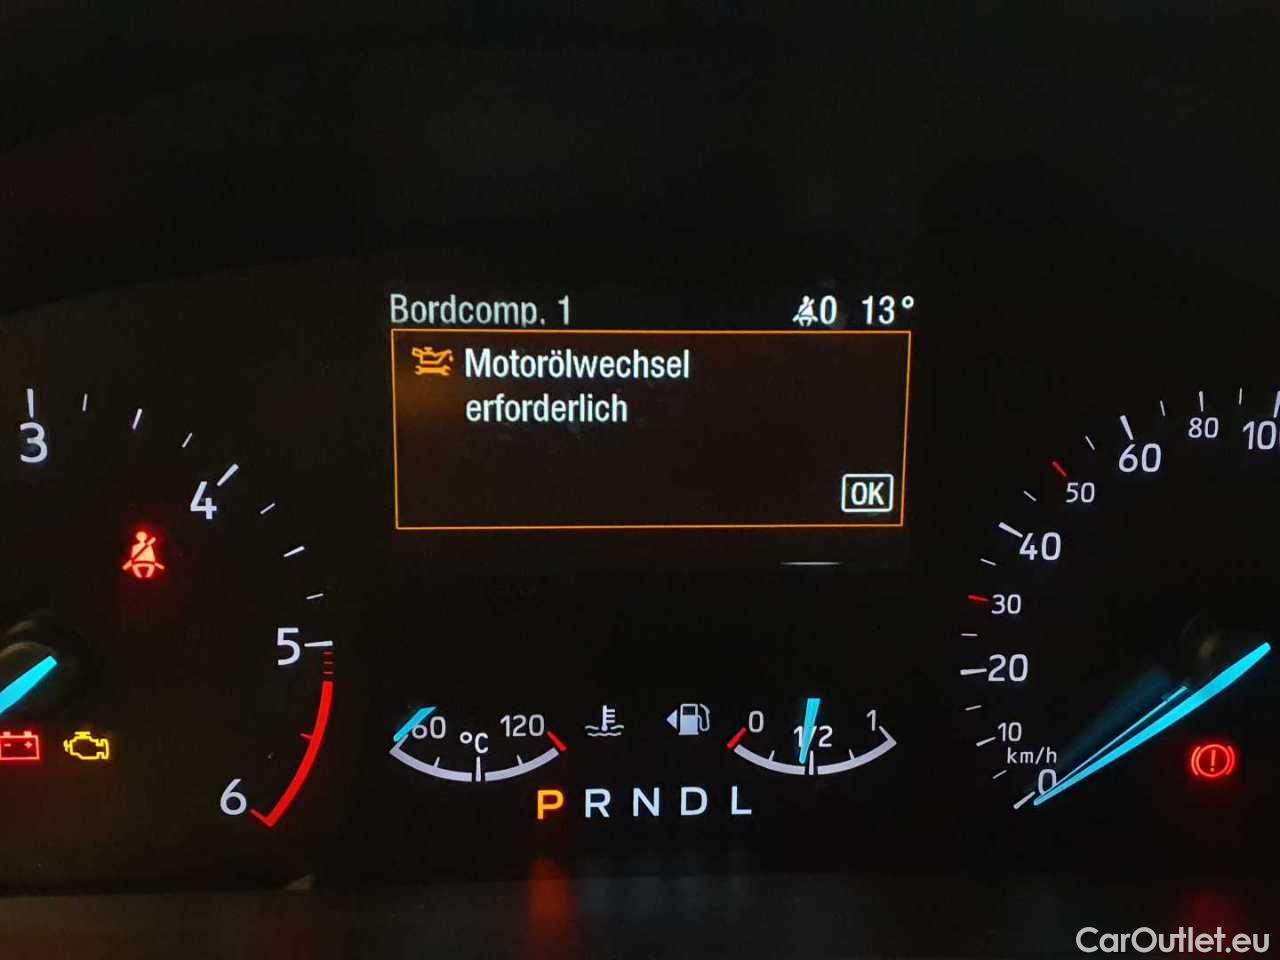 Bordcomp. 1 0 13°
Motorölwechsel
erforderlich
OK
3
4
5
6
60 °C 120
0 1/2 1
P R N D L
0
10
20
30
40
50
60
80
10
km/h
CarOutlet.eu